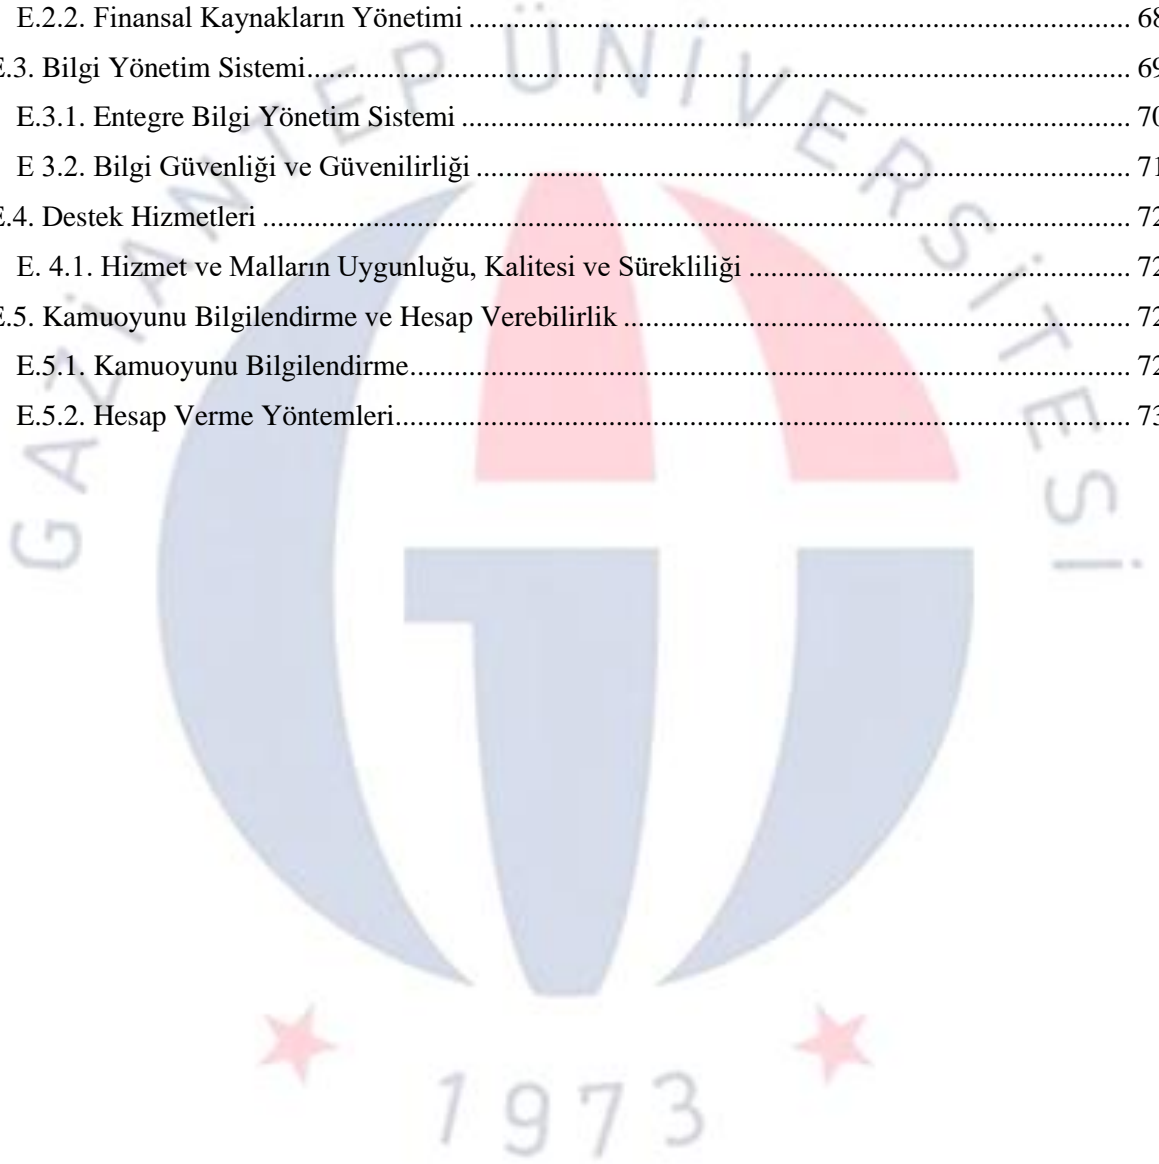 E.2.2. Finansal Kaynakların Yönetimi ........ 68
E.3. Bilgi Yönetim Sistemi ........ 69
E.3.1. Entegre Bilgi Yönetim Sistemi ........ 70
E 3.2. Bilgi Güvenliği ve Güvenilirliği ........ 71
E.4. Destek Hizmetleri ........ 72
E. 4.1. Hizmet ve Malların Uygunluğu, Kalitesi ve Sürekliliği ........ 72
E.5. Kamuoyunu Bilgilendirme ve Hesap Verebilirlik ........ 72
E.5.1. Kamuoyunu Bilgilendirme ........ 72
E.5.2. Hesap Verme Yöntemleri ........ 73
GAZİANTEP ÜNİVERSİTESİ
1973